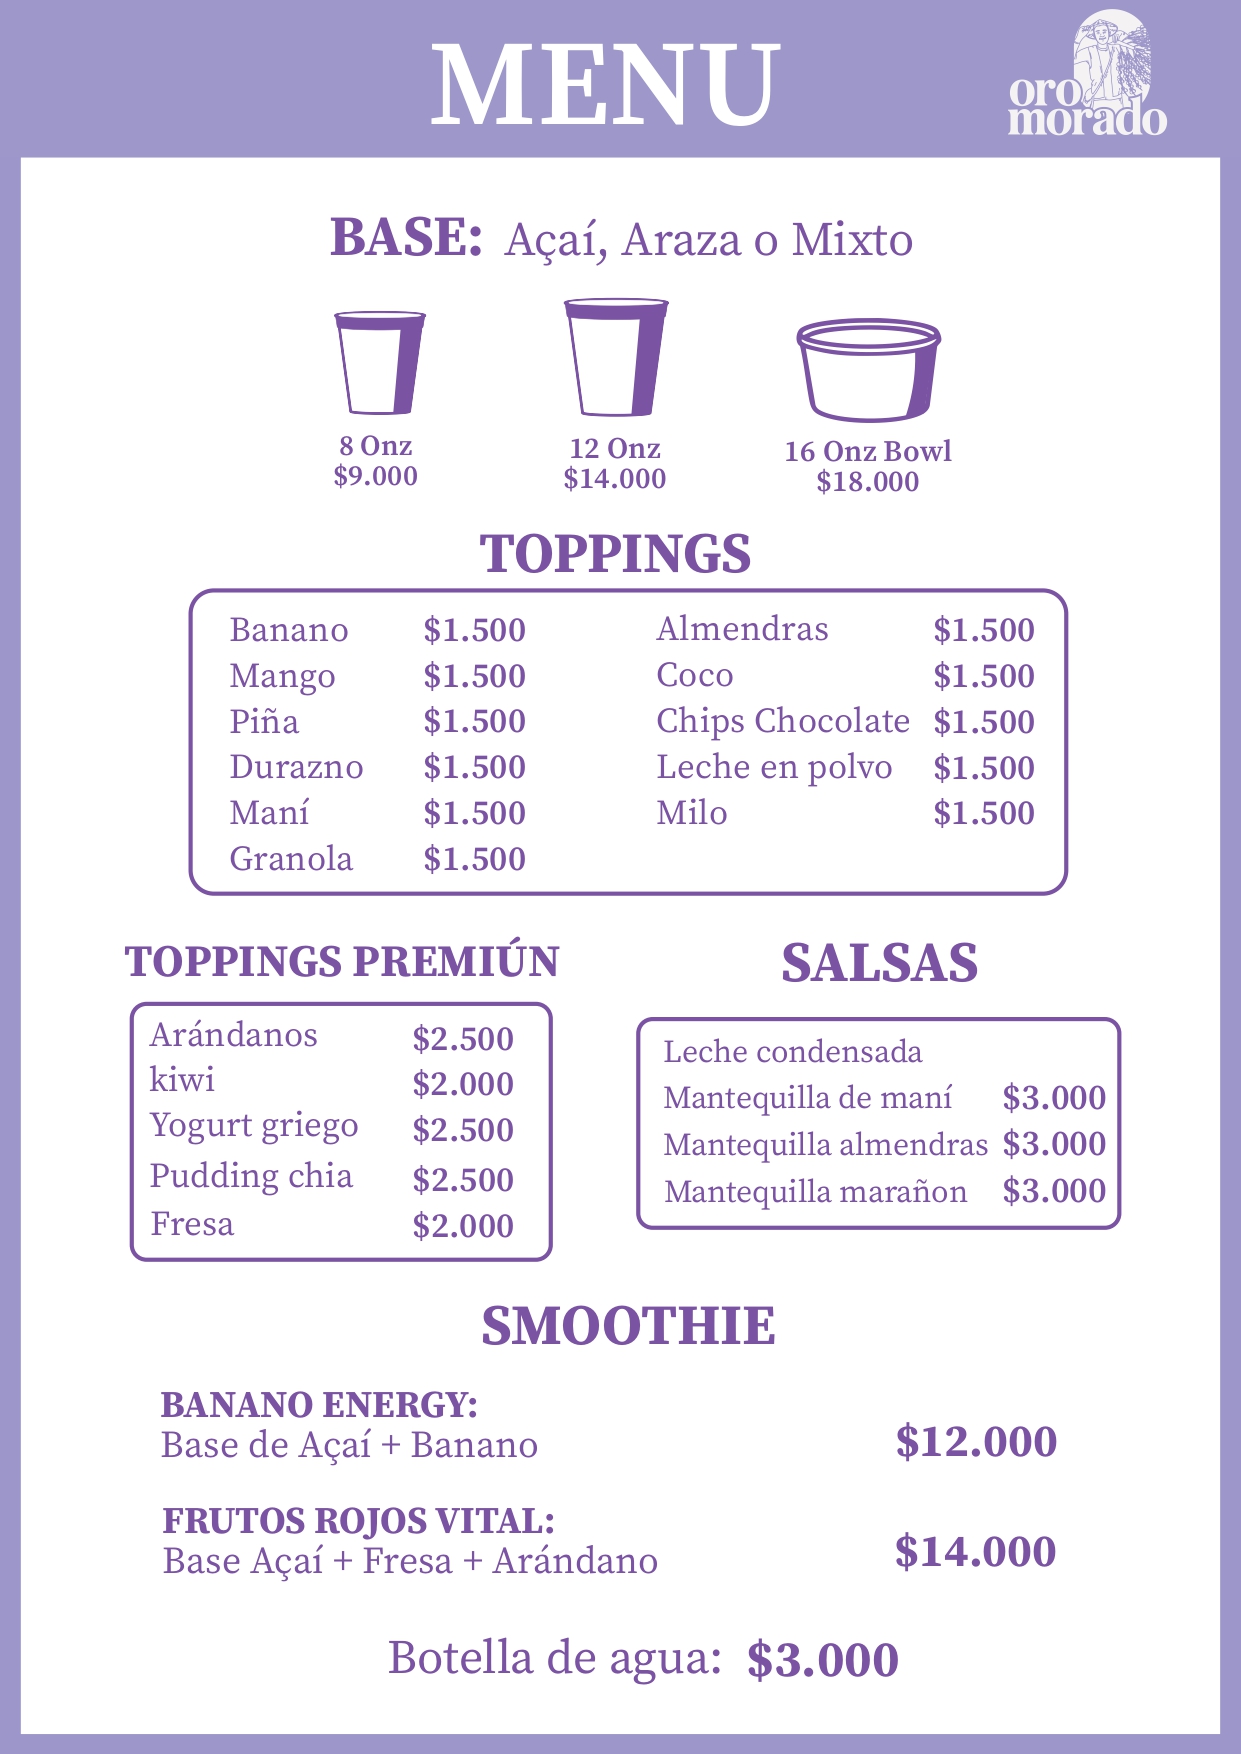 MENU
oro
morado
BASE: Açaí, Araza o Mixto
8 Onz
$9.000
12 Onz
$14.000
16 Onz Bowl
$18.000
TOPPINGS
Banano $1.500
Mango $1.500
Piña $1.500
Durazno $1.500
Maní $1.500
Granola $1.500
Almendras $1.500
Coco $1.500
Chips Chocolate $1.500
Leche en polvo $1.500
Milo $1.500
TOPPINGS PREMIÚN
Arándanos $2.500
kiwi $2.000
Yogurt griego $2.500
Pudding chia $2.500
Fresa $2.000
SALSAS
Leche condensada
Mantequilla de maní $3.000
Mantequilla almendras $3.000
Mantequilla marañon $3.000
SMOOTHIE
BANANO ENERGY:
Base de Açaí + Banano $12.000
FRUTOS ROJOS VITAL:
Base Açaí + Fresa + Arándano $14.000
Botella de agua: $3.000